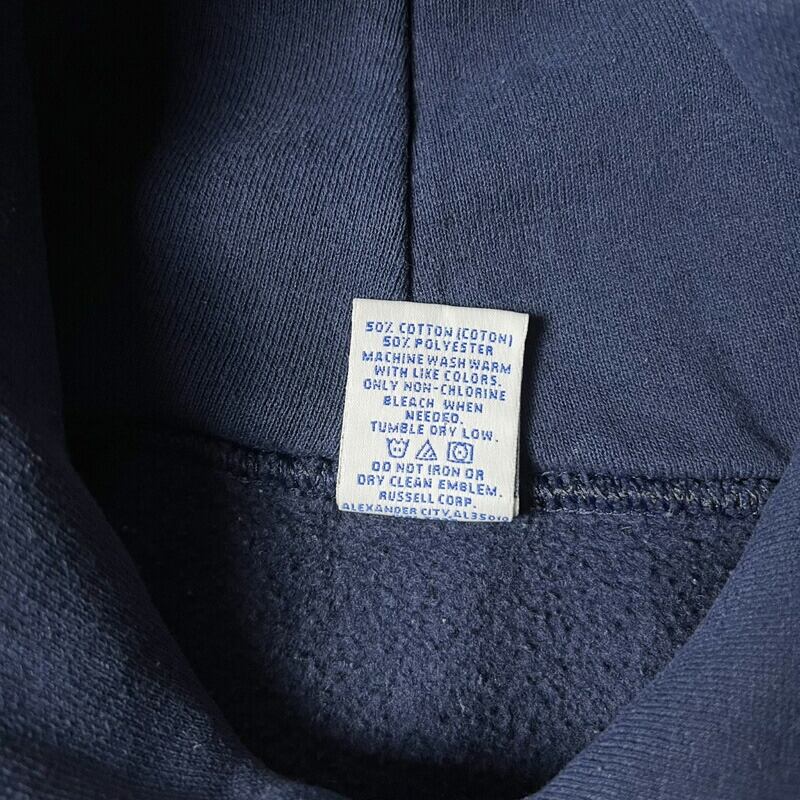 50% COTTON (COTON)
50% POLYESTER
MACHINE WASH WARM
WITH LIKE COLORS.
ONLY NON-CHLORINE
BLEACH WHEN
NEEDED.
TUMBLE DRY LOW.
DO NOT IRON OR
DRY CLEAN EMBLEM.
RUSSELL CORP.
ALEXANDER CITY, AL